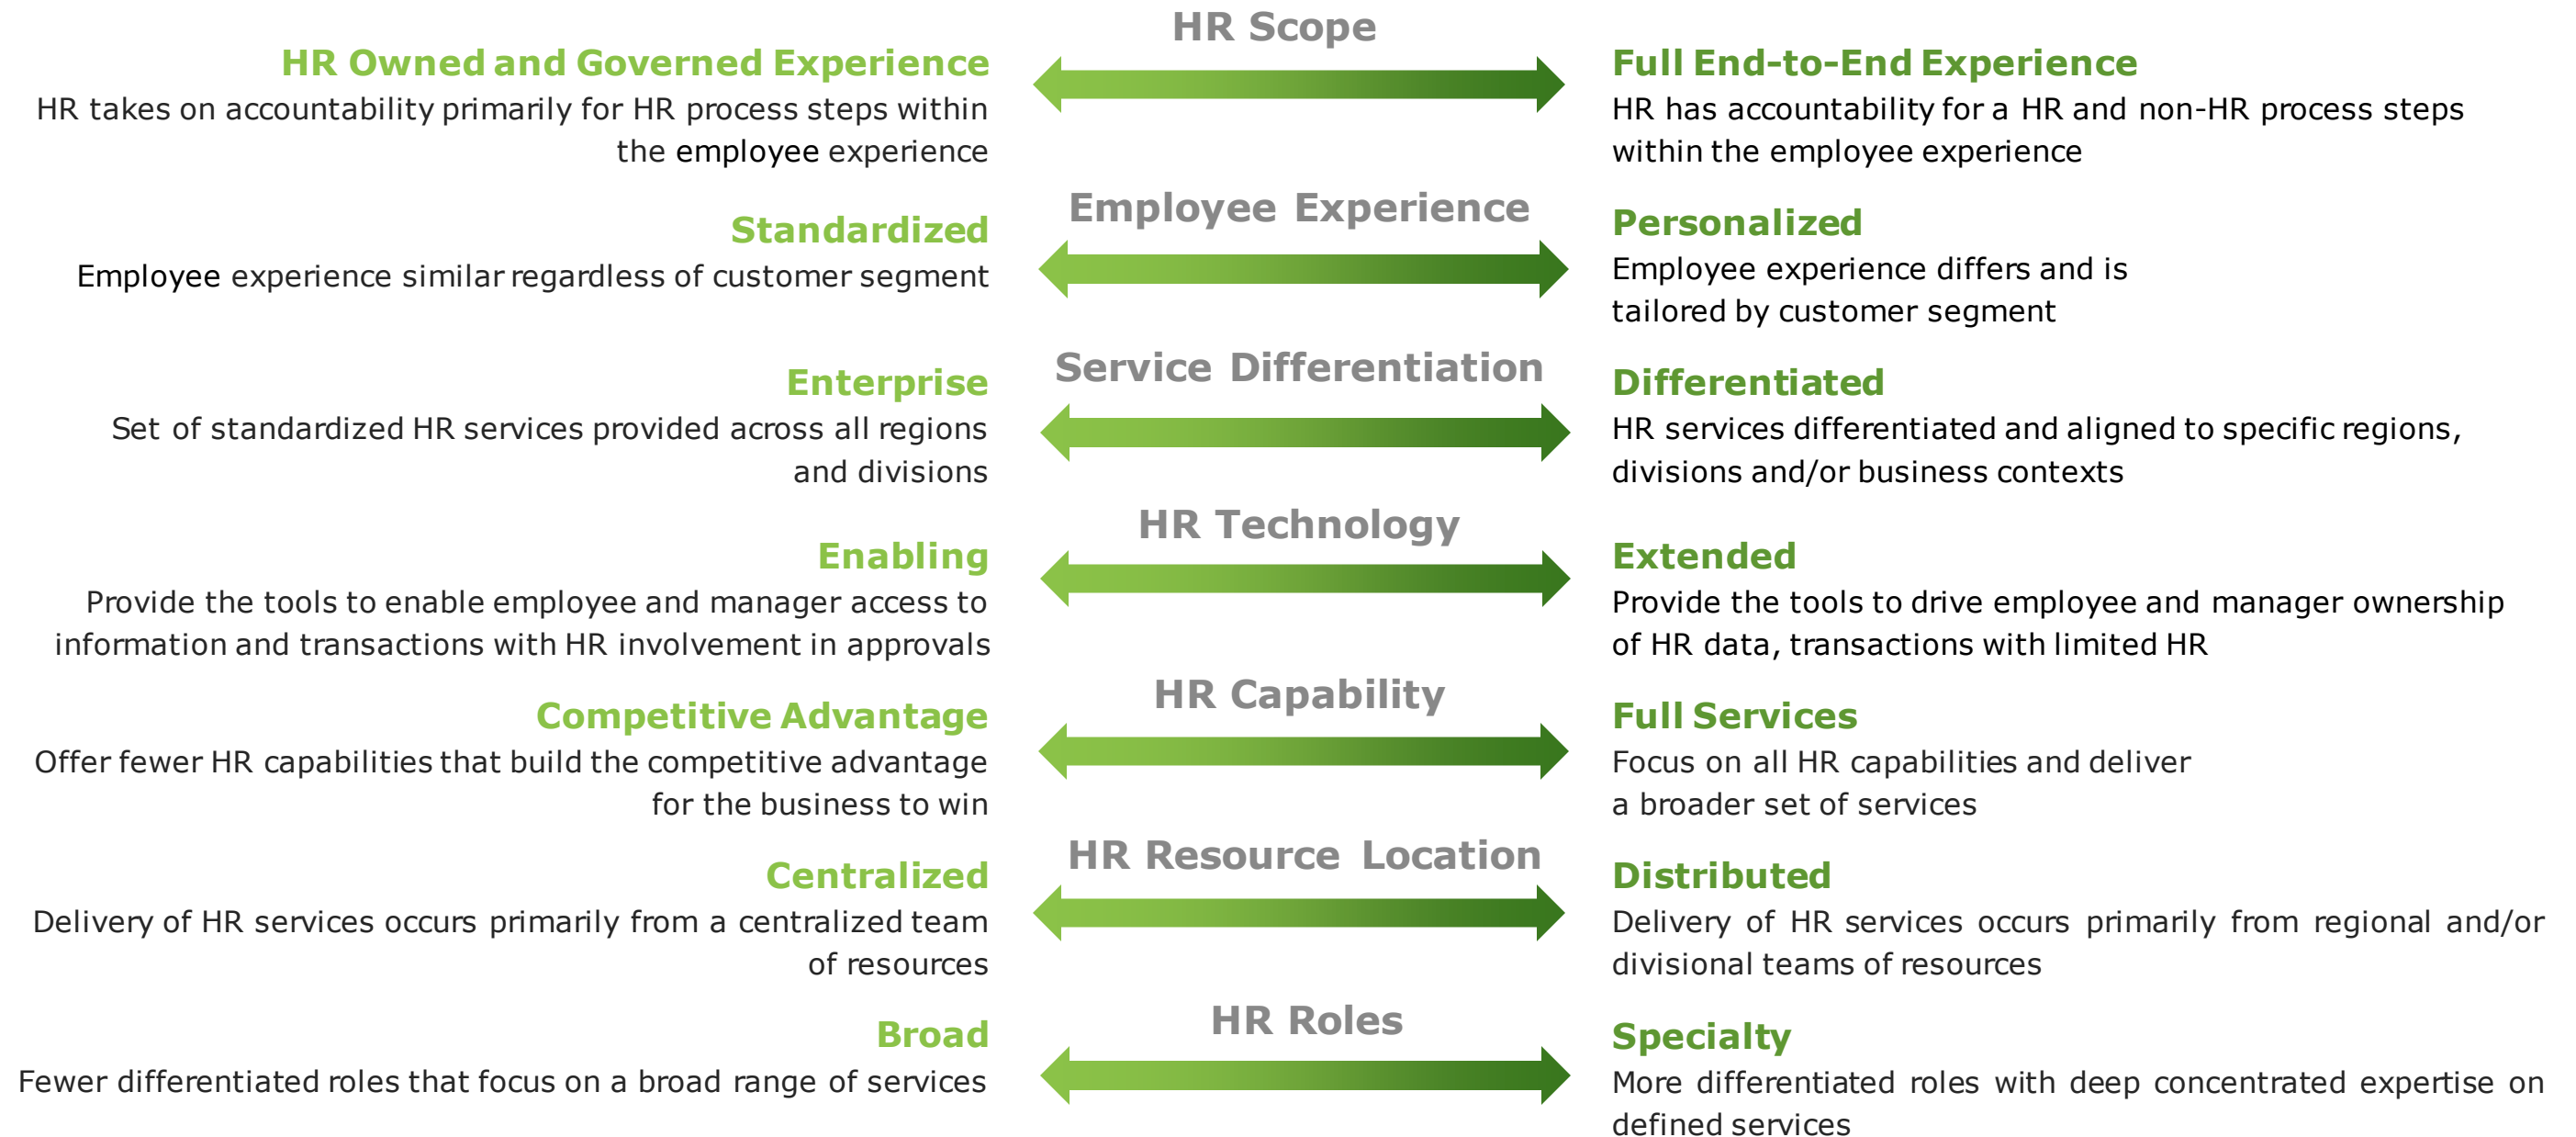 HR Scope
HR Owned and Governed Experience
HR takes on accountability primarily for HR process steps within
the employee experience
Full End-to-End Experience
HR has accountability for a HR and non-HR process steps
within the employee experience
Employee Experience
Standardized
Employee experience similar regardless of customer segment
Personalized
Employee experience differs and is
tailored by customer segment
Service Differentiation
Enterprise
Set of standardized HR services provided across all regions
and divisions
Differentiated
HR services differentiated and aligned to specific regions,
divisions and/or business contexts
HR Technology
Enabling
Provide the tools to enable employee and manager access to
information and transactions with HR involvement in approvals
Extended
Provide the tools to drive employee and manager ownership
of HR data, transactions with limited HR
HR Capability
Competitive Advantage
Offer fewer HR capabilities that build the competitive advantage
for the business to win
Full Services
Focus on all HR capabilities and deliver
a broader set of services
HR Resource Location
Centralized
Delivery of HR services occurs primarily from a centralized team
of resources
Distributed
Delivery of HR services occurs primarily from regional and/or
divisional teams of resources
HR Roles
Broad
Fewer differentiated roles that focus on a broad range of services
Specialty
More differentiated roles with deep concentrated expertise on
defined services